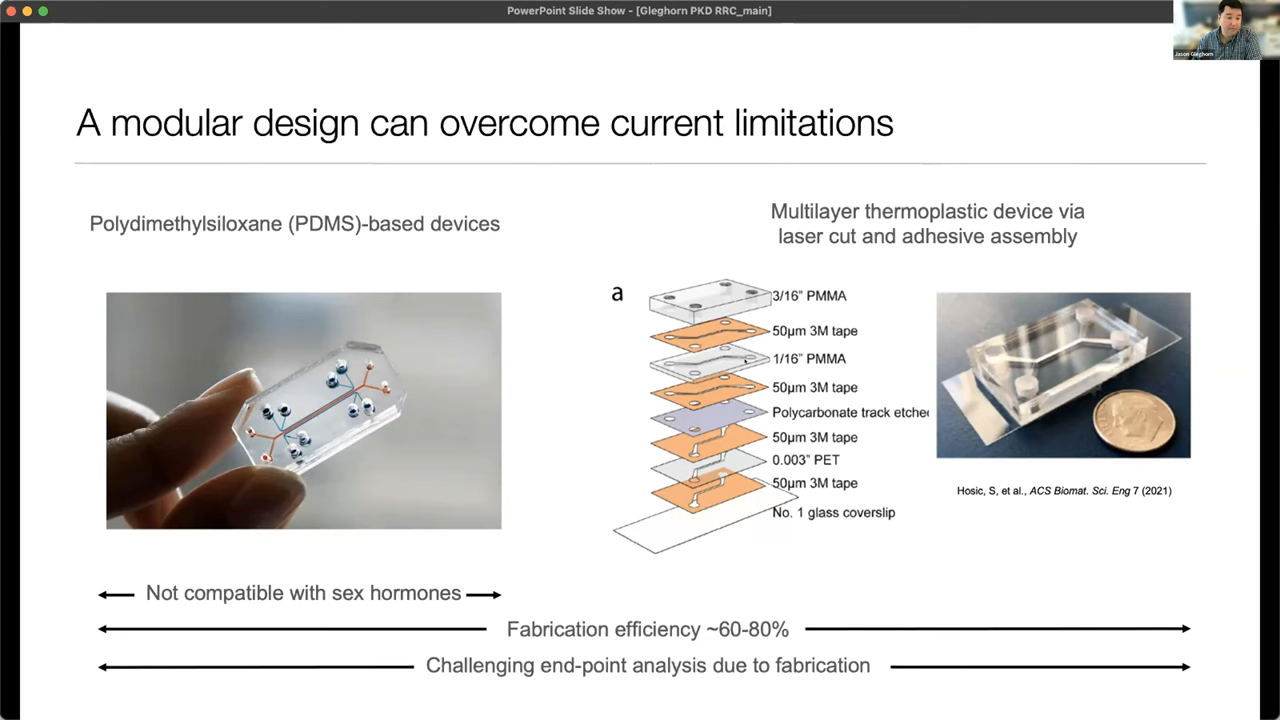 PowerPoint Slide Show - [Gleghorn PKD RRC_main]
Jason Gleghorn
A modular design can overcome current limitations
Polydimethylsiloxane (PDMS)-based devices
Multilayer thermoplastic device via
laser cut and adhesive assembly
a
3/16” PMMA
50µm 3M tape
1/16” PMMA
50µm 3M tape
Polycarbonate track etched
50µm 3M tape
0.003” PET
50µm 3M tape
No. 1 glass coverslip
Hosic, S, et al., ACS Biomat. Sci. Eng 7 (2021)
Not compatible with sex hormones
Fabrication efficiency ~60-80%
Challenging end-point analysis due to fabrication